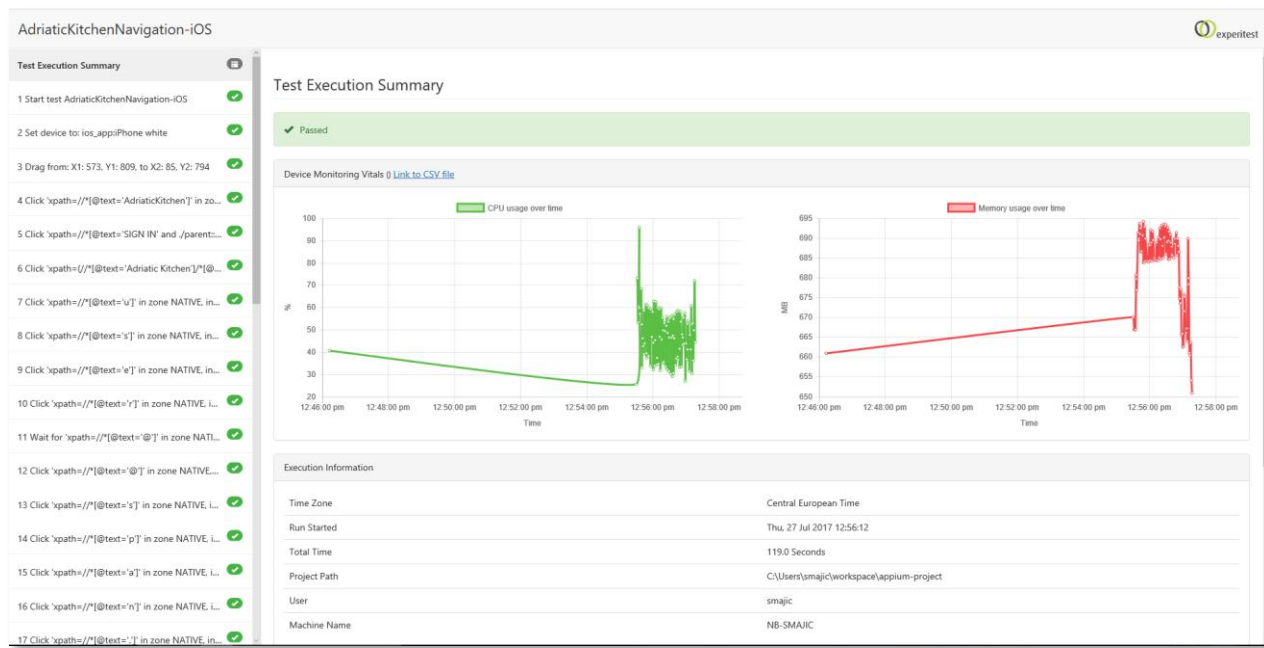 AdriaticKitchenNavigation-iOS
experitest
Test Execution Summary
1 Start test AdriaticKitchenNavigation-iOS
2 Set device to: ios_app:iPhone white
3 Drag from: X1: 573, Y1: 809, to X2: 85, Y2: 794
4 Click 'xpath=//*[@text='AdriaticKitchen']' in zo...
5 Click 'xpath=//*[@text='SIGN IN' and ./parent::...
6 Click 'xpath=(//*[@text='Adriatic Kitchen']/*[@...
7 Click 'xpath=//*[@text='u']' in zone NATIVE, in...
8 Click 'xpath=//*[@text='s']' in zone NATIVE, in...
9 Click 'xpath=//*[@text='e']' in zone NATIVE, in...
10 Click 'xpath=//*[@text='r']' in zone NATIVE, i...
11 Wait for 'xpath=//*[@text='@']' in zone NATI...
12 Click 'xpath=//*[@text='@']' in zone NATIVE,...
13 Click 'xpath=//*[@text='s']' in zone NATIVE, i...
14 Click 'xpath=//*[@text='p']' in zone NATIVE, i...
15 Click 'xpath=//*[@text='a']' in zone NATIVE, i...
16 Click 'xpath=//*[@text='n']' in zone NATIVE, i...
17 Click 'xpath=//*[@text='.']' in zone NATIVE, in...
Test Execution Summary
Passed
Device Monitoring Vitals () Link to CSV file
CPU usage over time
100
90
80
70
60
50
40
30
20
%
12:46:00 pm 12:48:00 pm 12:50:00 pm 12:52:00 pm 12:54:00 pm 12:56:00 pm 12:58:00 pm
Time
Memory usage over time
695
690
685
680
675
670
665
660
655
650
MB
12:46:00 pm 12:48:00 pm 12:50:00 pm 12:52:00 pm 12:54:00 pm 12:56:00 pm 12:58:00 pm
Time
Execution Information
Time Zone Central European Time
Run Started Thu, 27 Jul 2017 12:56:12
Total Time 119.0 Seconds
Project Path C:\Users\smajic\workspace\appium-project
User smajic
Machine Name NB-SMAJIC